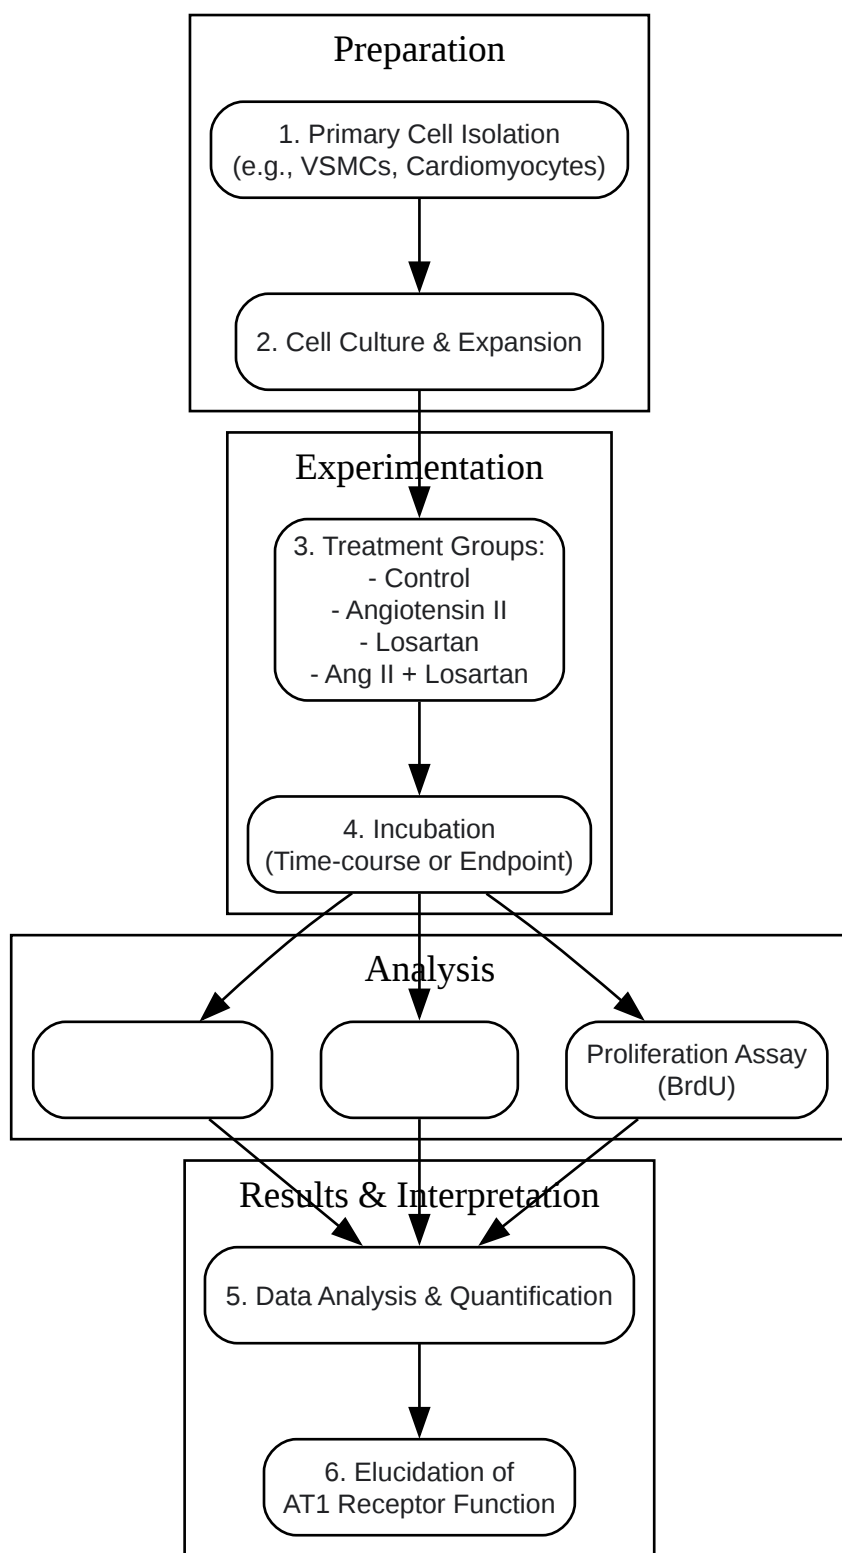 Preparation
1. Primary Cell Isolation
(e.g., VSMCs, Cardiomyocytes)
2. Cell Culture & Expansion
Experimentation
3. Treatment Groups:
- Control
- Angiotensin II
- Losartan
- Ang II + Losartan
4. Incubation
(Time-course or Endpoint)
Analysis
Proliferation Assay
(BrdU)
Results & Interpretation
5. Data Analysis & Quantification
6. Elucidation of
AT1 Receptor Function